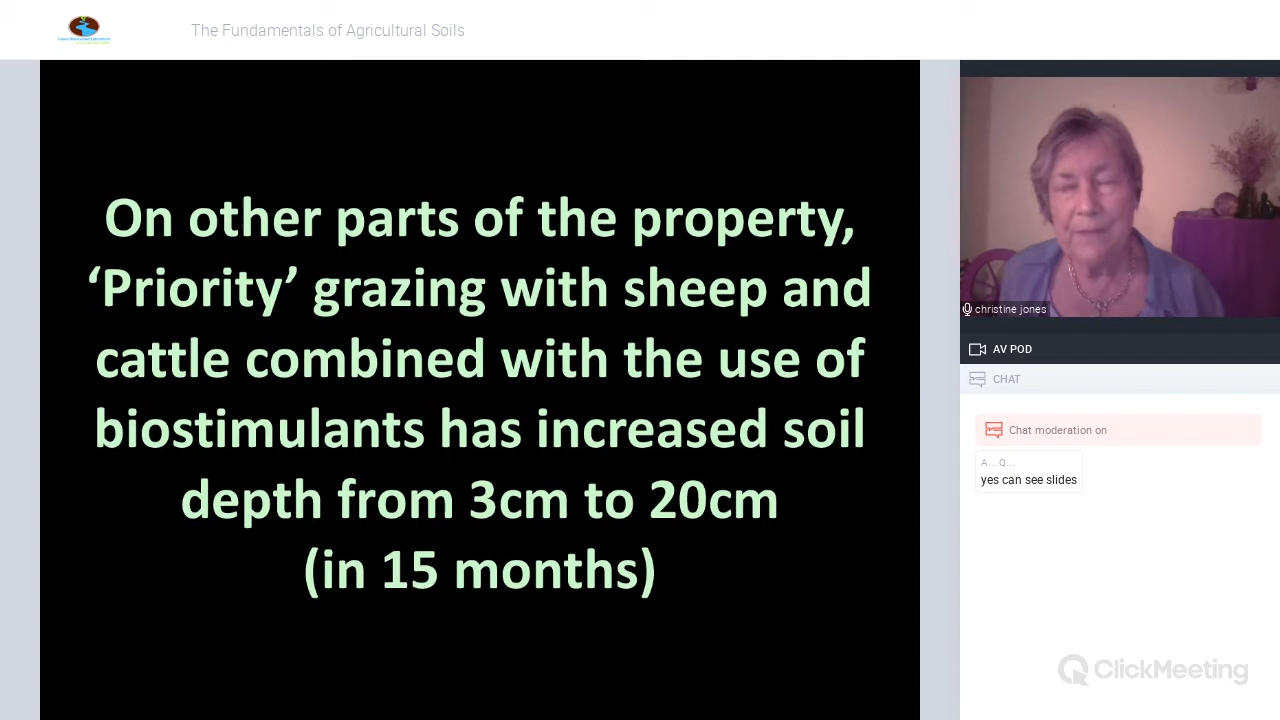 The Fundamentals of Agricultural Soils
On other parts of the property,
‘Priority’ grazing with sheep and
cattle combined with the use of
biostimulants has increased soil
depth from 3cm to 20cm
(in 15 months)
christine jones
AV POD
CHAT
Chat moderation on
A... Q...
yes can see slides
ClickMeeting